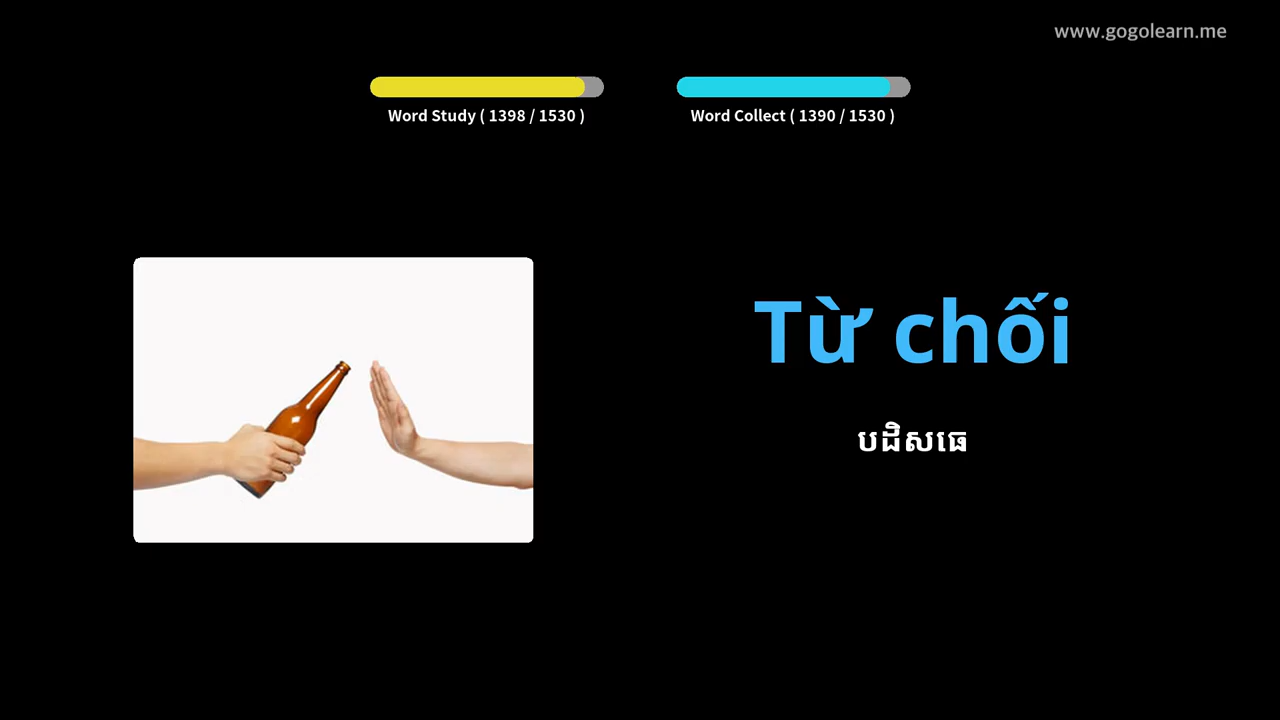 www.gogolearn.me
Word Study ( 1398 / 1530 )
Word Collect ( 1390 / 1530 )
Từ chối
បដិសធេ